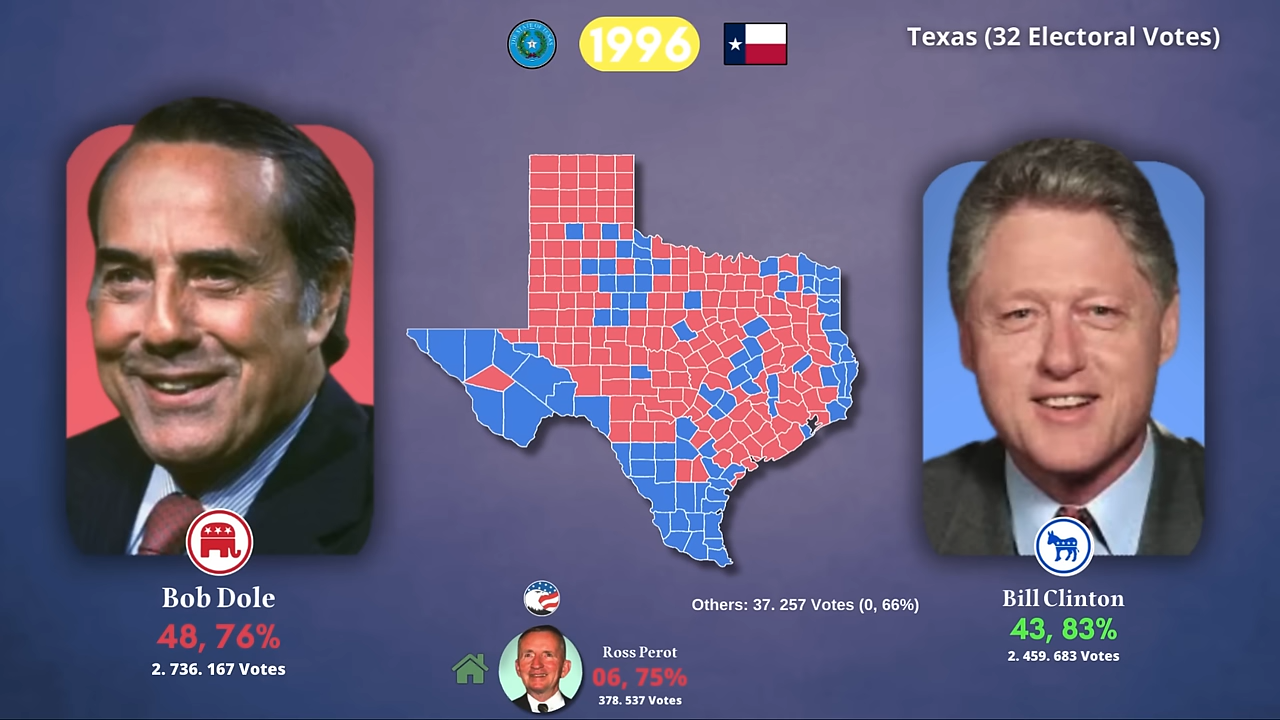 1996
Texas (32 Electoral Votes)
Bob Dole
48, 76%
2. 736. 167 Votes
Others: 37. 257 Votes (0, 66%)
Ross Perot
06, 75%
378. 537 Votes
Bill Clinton
43, 83%
2. 459. 683 Votes